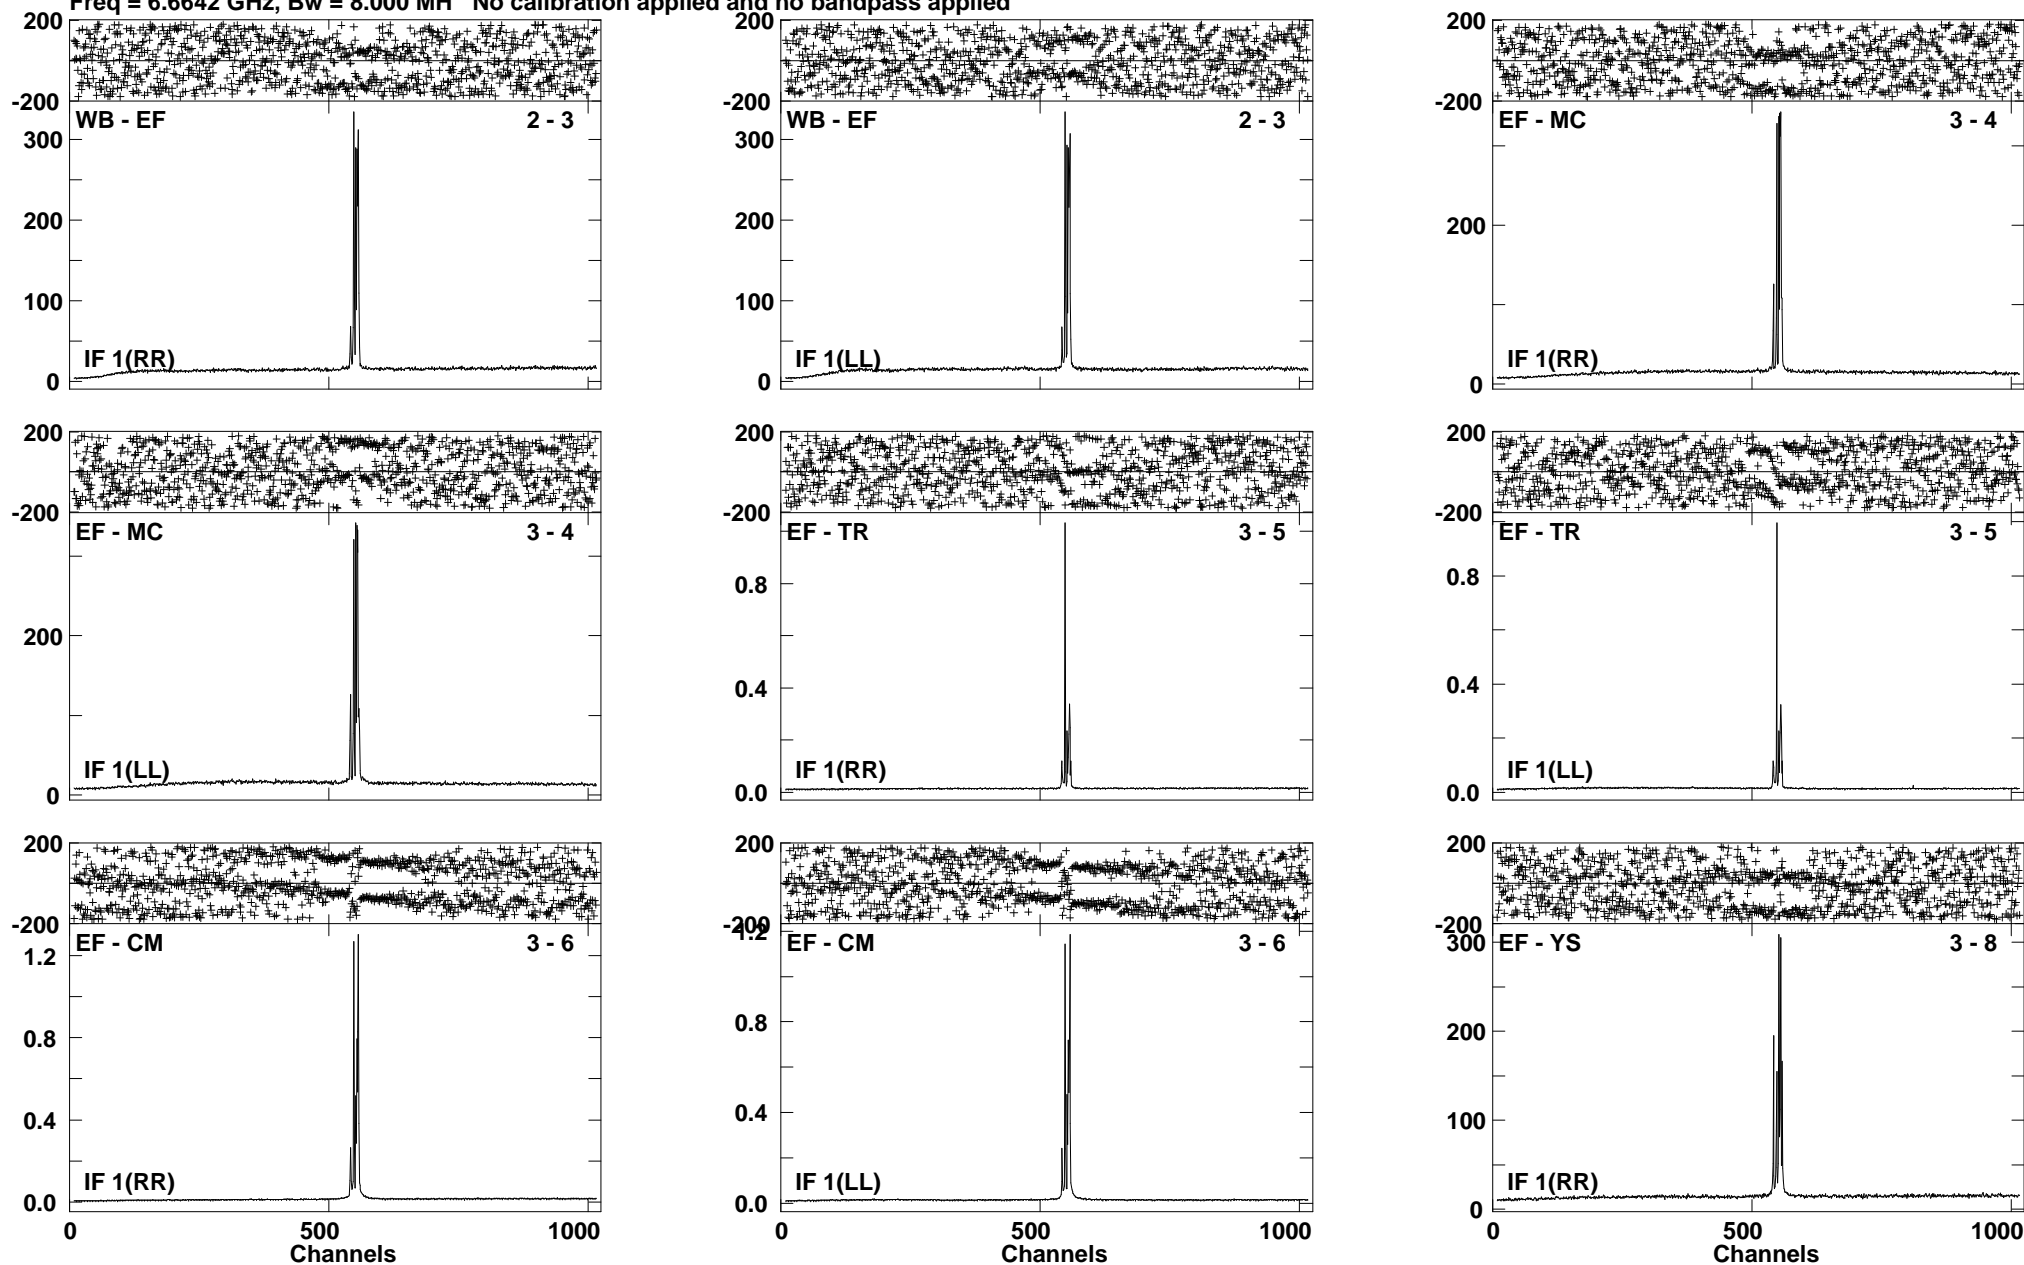 Freq = 6.6642 GHz, Bw = 8.000 MH No calibration applied and no bandpass applied
200
-200
WB - EF 2 - 3
300
200
100
0
IF 1(RR)
200
-200
WB - EF 2 - 3
300
200
100
0
IF 1(LL)
200
-200
EF - MC 3 - 4
200
0
IF 1(RR)
200
-200
EF - MC 3 - 4
200
0
IF 1(LL)
200
-200
EF - TR 3 - 5
0.8
0.4
0.0
IF 1(RR)
200
-200
EF - TR 3 - 5
0.8
0.4
0.0
IF 1(LL)
200
-200
EF - CM 3 - 6
1.2
0.8
0.4
0.0
IF 1(RR)
0 500 1000
Channels
200
-200
1.2
EF - CM 3 - 6
0.8
0.4
0.0
IF 1(LL)
0 500 1000
Channels
200
-200
EF - YS 3 - 8
300
200
100
0
IF 1(RR)
0 500 1000
Channels